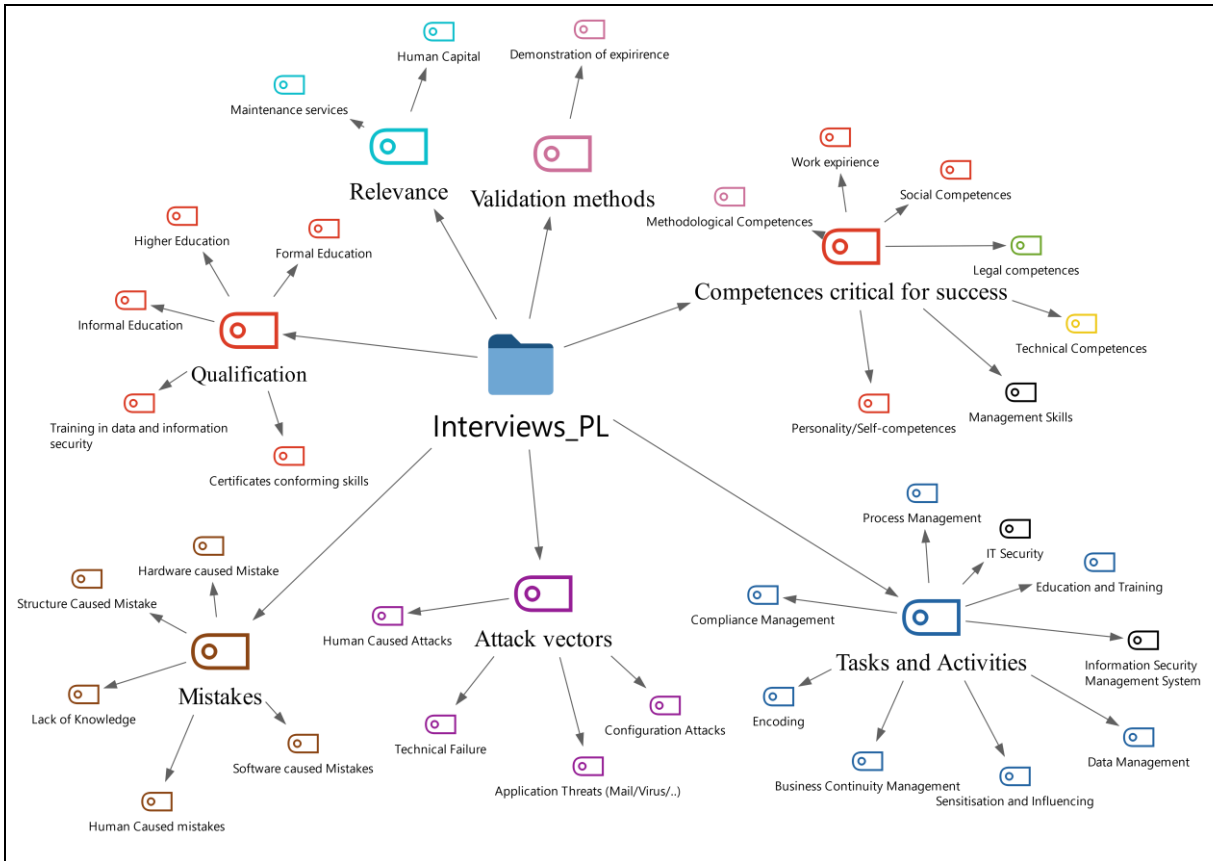 Human Capital
Demonstration of expirirence
Maintenance services
Relevance
Validation methods
Work expirience
Social Competences
Methodological Competences
Legal competences
Competences critical for success
Technical Competences
Management Skills
Personality/Self-competences
Higher Education
Formal Education
Informal Education
Qualification
Training in data and information
security
Certificates conforming skills
Interviews_PL
Hardware caused Mistake
Structure Caused Mistake
Lack of Knowledge
Mistakes
Software caused Mistakes
Human Caused mistakes
Human Caused Attacks
Attack vectors
Technical Failure
Configuration Attacks
Application Threats (Mail/Virus/..)
Process Management
IT Security
Education and Training
Compliance Management
Tasks and Activities
Information Security
Management System
Encoding
Data Management
Business Continuity Management
Sensitisation and Influencing